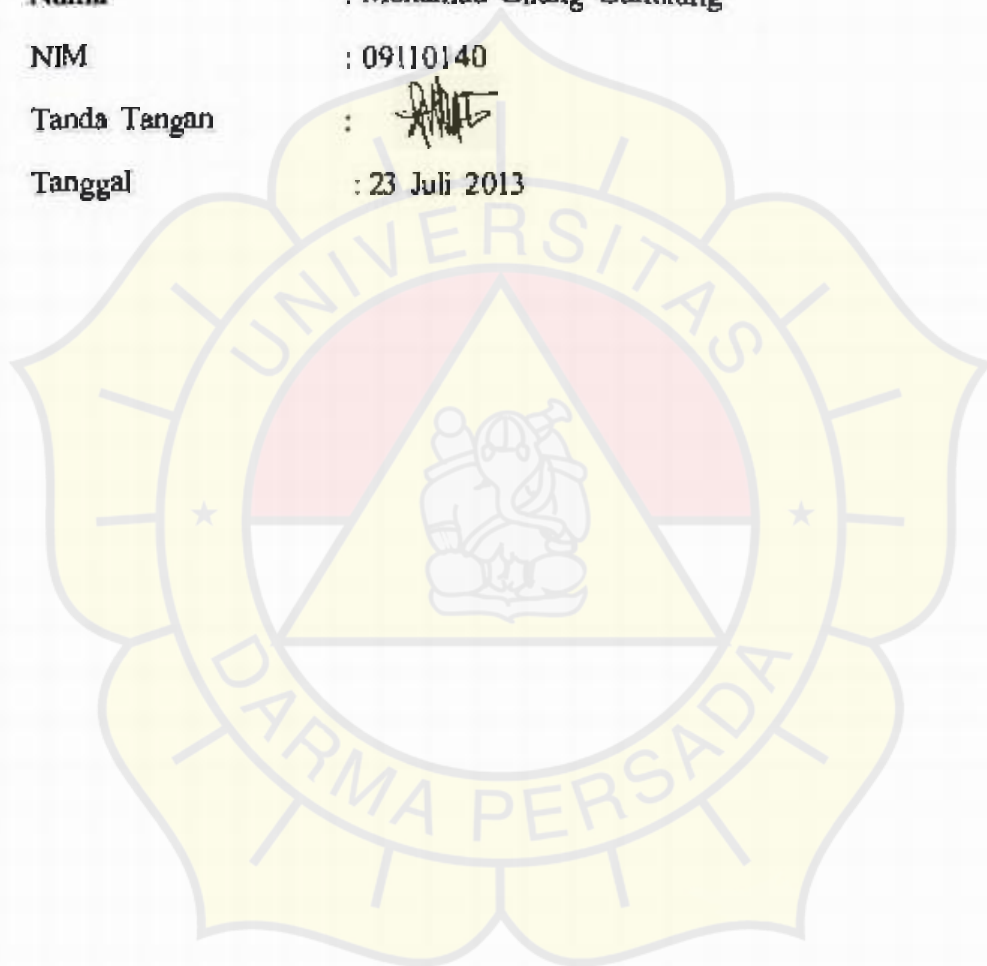 NIM : 09110140
Tanda Tangan :
Tanggal : 23 Juli 2013
UNIVERSITAS
DARMA PERSADA